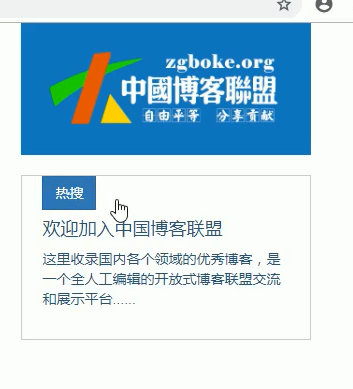 zgboke.org
中國博客聯盟
自由平等 分享貢献
热搜
欢迎加入中国博客联盟
这里收录国内各个领域的优秀博客，是
一个全人工编辑的开放式博客联盟交流
和展示平台......